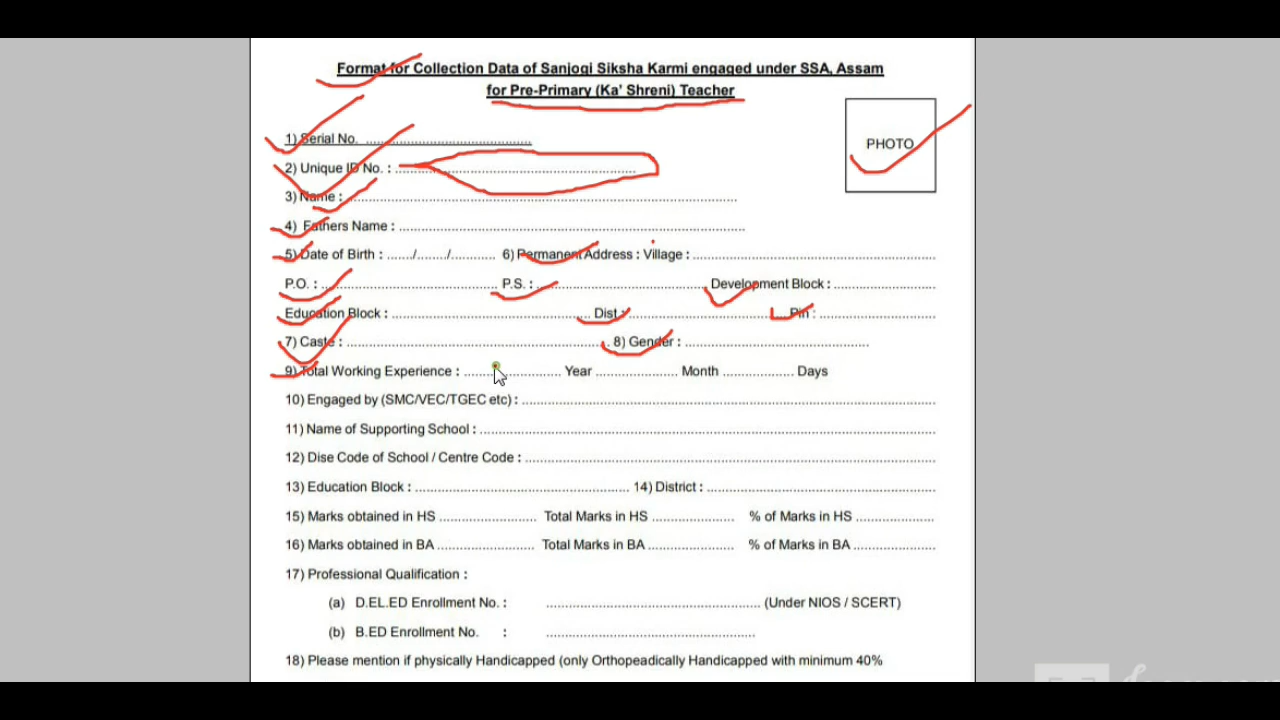 Format for Collection Data of Sanjogi Siksha Karmi engaged under SSA, Assam
for Pre-Primary (Ka' Shreni) Teacher
PHOTO
1) Serial No. ............................................
2) Unique ID No. : ............................................................
3) Name : ....................................................................................................
4) Fathers Name : ........................................................................................
5) Date of Birth : ......./......../............ 6) Permanent Address : Village : ..............................................................
P.O. : ............................................. P.S. : ........................................... Development Block : ..........................
Education Block : .................................................... Dist : ........................................... Pin : ..............................
7) Caste : .................................................................... 8) Gender : ...............................................
9) Total Working Experience : ......................... Year ..................... Month .................. Days
10) Engaged by (SMC/VEC/TGEC etc) : .........................................................................................................
11) Name of Supporting School : ...................................................................................................................
12) Dise Code of School / Centre Code : ........................................................................................................
13) Education Block : ...................................................... 14) District : ..........................................................
15) Marks obtained in HS ......................... Total Marks in HS ..................... % of Marks in HS ....................
16) Marks obtained in BA ......................... Total Marks in BA ...................... % of Marks in BA .....................
17) Professional Qualification :
(a) D.EL.ED Enrollment No. : ...................................................... (Under NIOS / SCERT)
(b) B.ED Enrollment No. : .....................................................
18) Please mention if physically Handicapped (only Orthopeadically Handicapped with minimum 40%